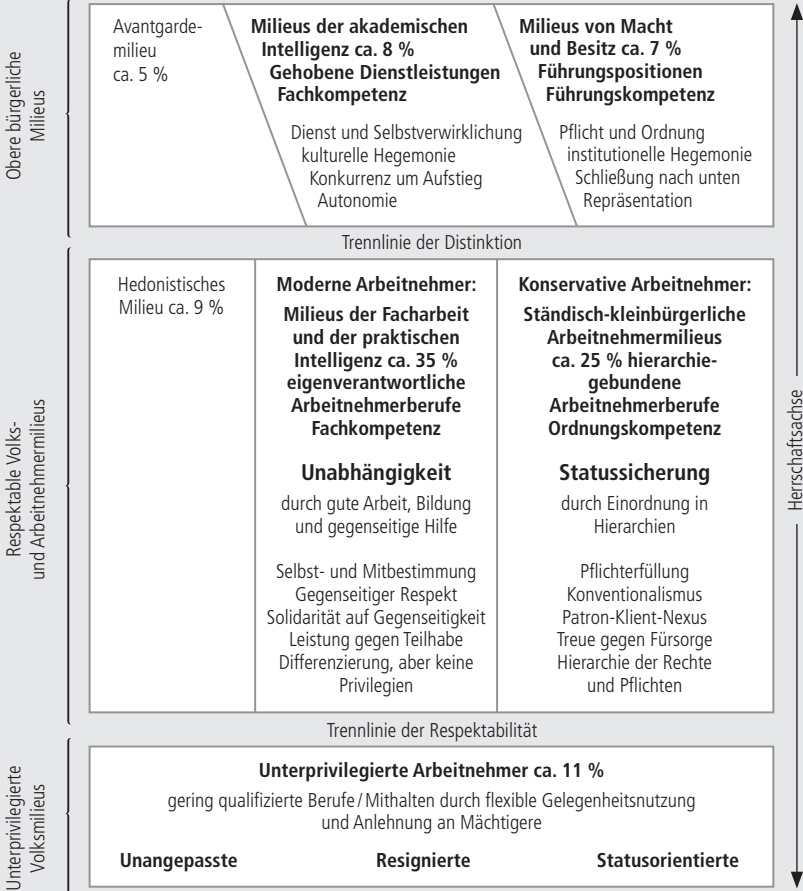 Obere bürgerliche
Milieus
Avantgarde-
milieu
ca. 5 %
Milieus der akademischen
Intelligenz ca. 8 %
Gehobene Dienstleistungen
Fachkompetenz
Dienst und Selbstverwirklichung
kulturelle Hegemonie
Konkurrenz um Aufstieg
Autonomie
Milieus von Macht
und Besitz ca. 7 %
Führungspositionen
Führungskompetenz
Pflicht und Ordnung
institutionelle Hegemonie
Schließung nach unten
Repräsentation
Trennlinie der Distinktion
Respektable Volks-
und Arbeitnehmermilieus
Hedonistisches
Milieu ca. 9 %
Moderne Arbeitnehmer:
Milieus der Facharbeit
und der praktischen
Intelligenz ca. 35 %
eigenverantwortliche
Arbeitnehmerberufe
Fachkompetenz
Unabhängigkeit
durch gute Arbeit, Bildung
und gegenseitige Hilfe
Selbst- und Mitbestimmung
Gegenseitiger Respekt
Solidarität auf Gegenseitigkeit
Leistung gegen Teilhabe
Differenzierung, aber keine
Privilegien
Konservative Arbeitnehmer:
Ständisch-kleinbürgerliche
Arbeitnehmermilieus
ca. 25 % hierarchie-
gebundene
Arbeitnehmerberufe
Ordnungskompetenz
Statussicherung
durch Einordnung in
Hierarchien
Pflichterfüllung
Konventionalismus
Patron-Klient-Nexus
Treue gegen Fürsorge
Hierarchie der Rechte
und Pflichten
Herrschaftsachse
Trennlinie der Respektabilität
Unterprivilegierte
Volksmilieus
Unterprivilegierte Arbeitnehmer ca. 11 %
gering qualifizierte Berufe/Mithalten durch flexible Gelegenheitsnutzung
und Anlehnung an Mächtigere
Unangepasste
Resignierte
Statusorientierte